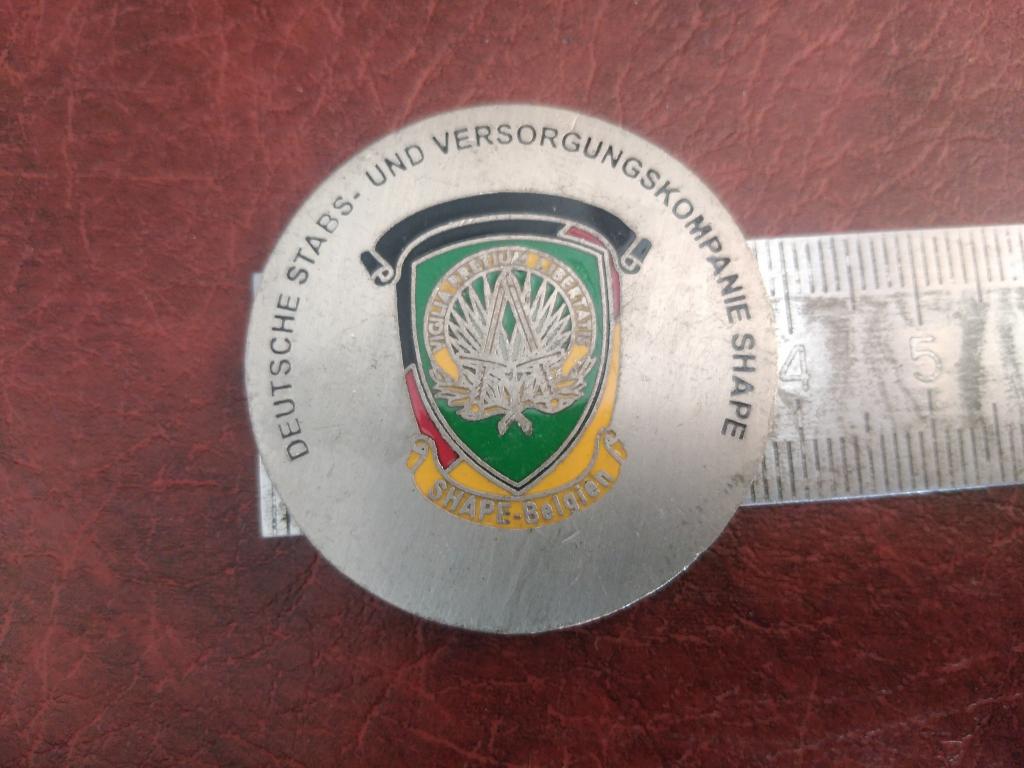 DEUTSCHE STABS- UND VERSORGUNGSKOMPANIE SHAPE
VIGILIA PRETIUM LIBERTATIS
SHAPE-Belgien
4 5